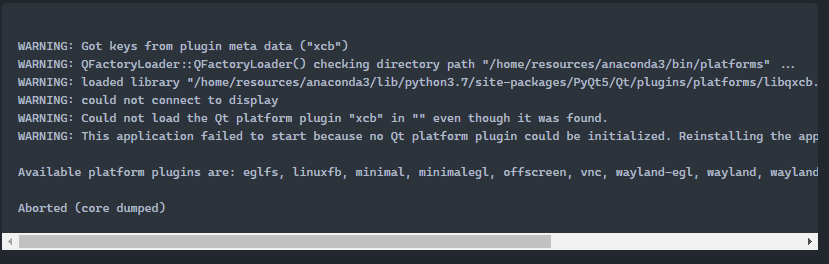 WARNING: Got keys from plugin meta data ("xcb")
WARNING: QFactoryLoader::QFactoryLoader() checking directory path "/home/resources/anaconda3/bin/platforms" ...
WARNING: loaded library "/home/resources/anaconda3/lib/python3.7/site-packages/PyQt5/Qt/plugins/platforms/libqxcb.
WARNING: could not connect to display
WARNING: Could not load the Qt platform plugin "xcb" in "" even though it was found.
WARNING: This application failed to start because no Qt platform plugin could be initialized. Reinstalling the app
Available platform plugins are: eglfs, linuxfb, minimal, minimalegl, offscreen, vnc, wayland-egl, wayland, wayland
Aborted (core dumped)